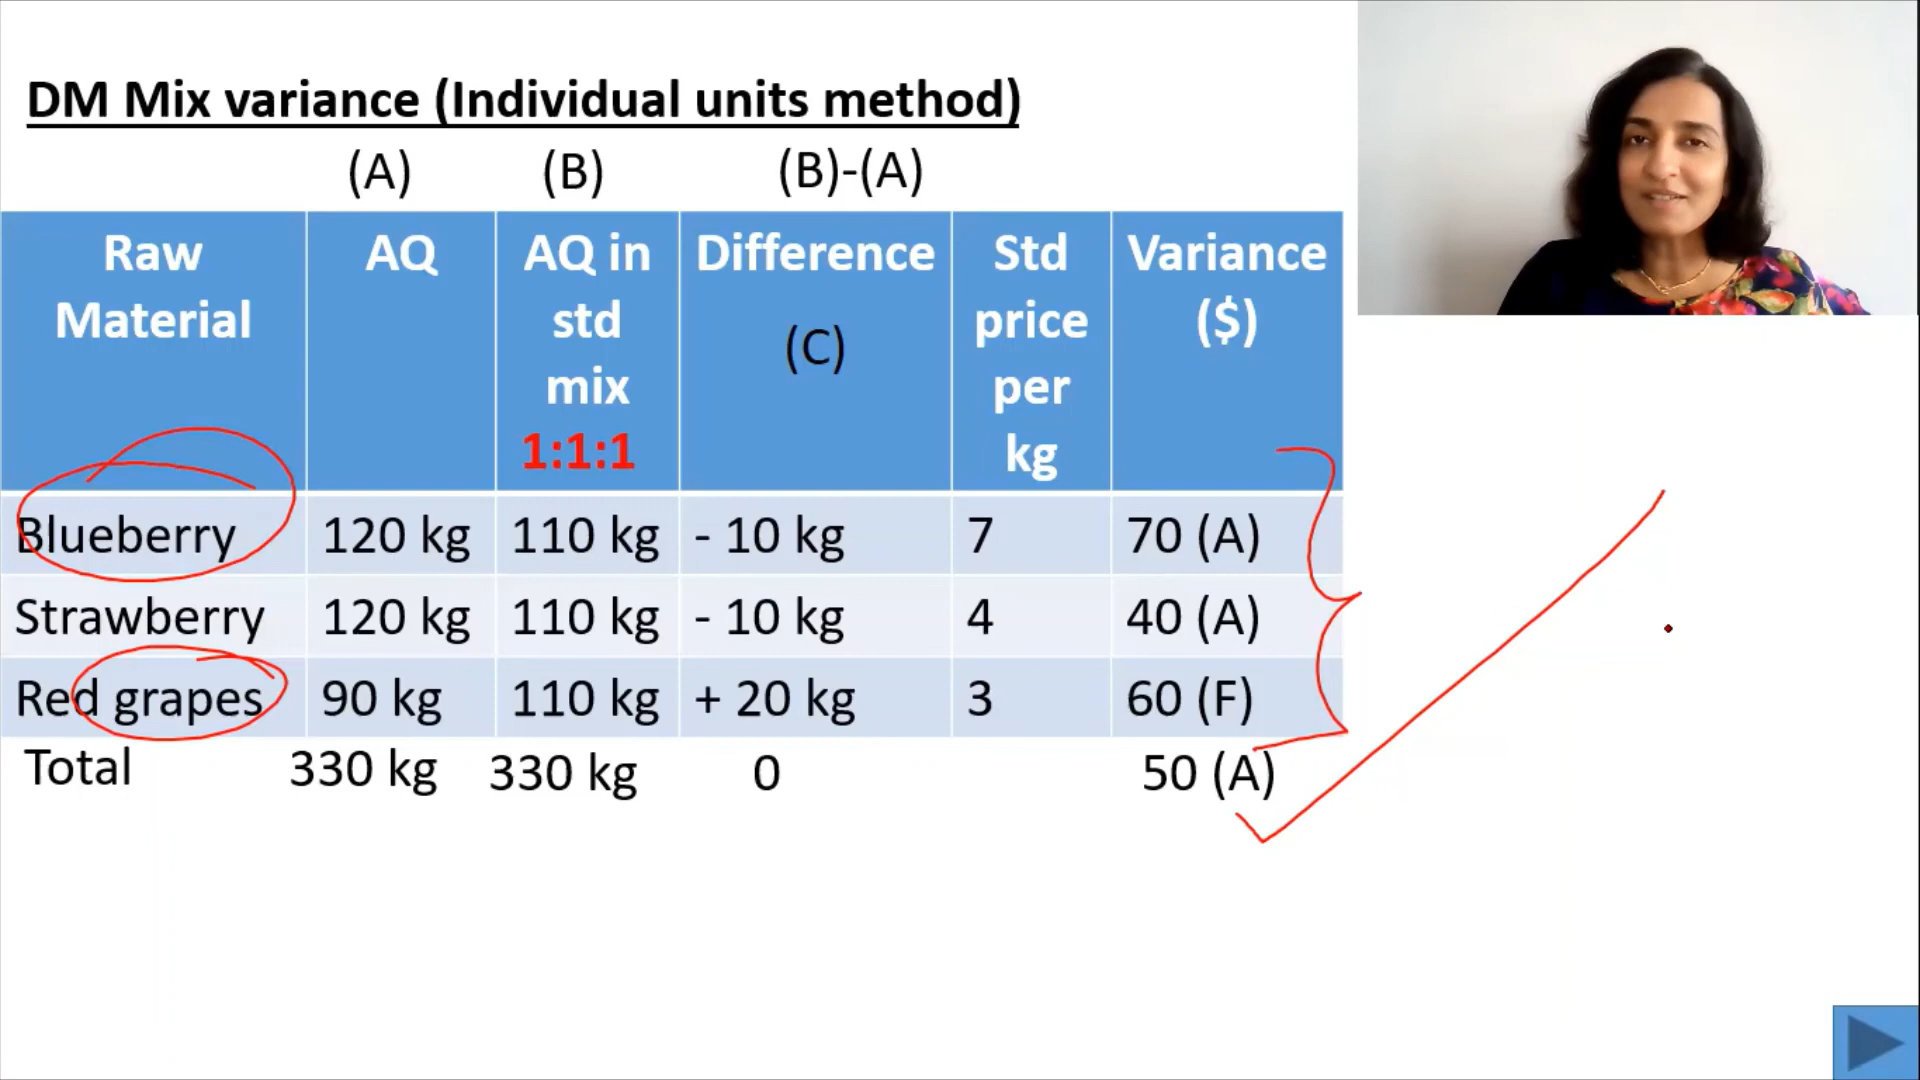 DM Mix variance (Individual units method)
(A) (B) (B)-(A)
Raw Material AQ AQ in std mix 1:1:1 Difference (C) Std price per kg Variance ($)
Blueberry 120 kg 110 kg - 10 kg 7 70 (A)
Strawberry 120 kg 110 kg - 10 kg 4 40 (A)
Red grapes 90 kg 110 kg + 20 kg 3 60 (F)
Total 330 kg 330 kg 0 50 (A)